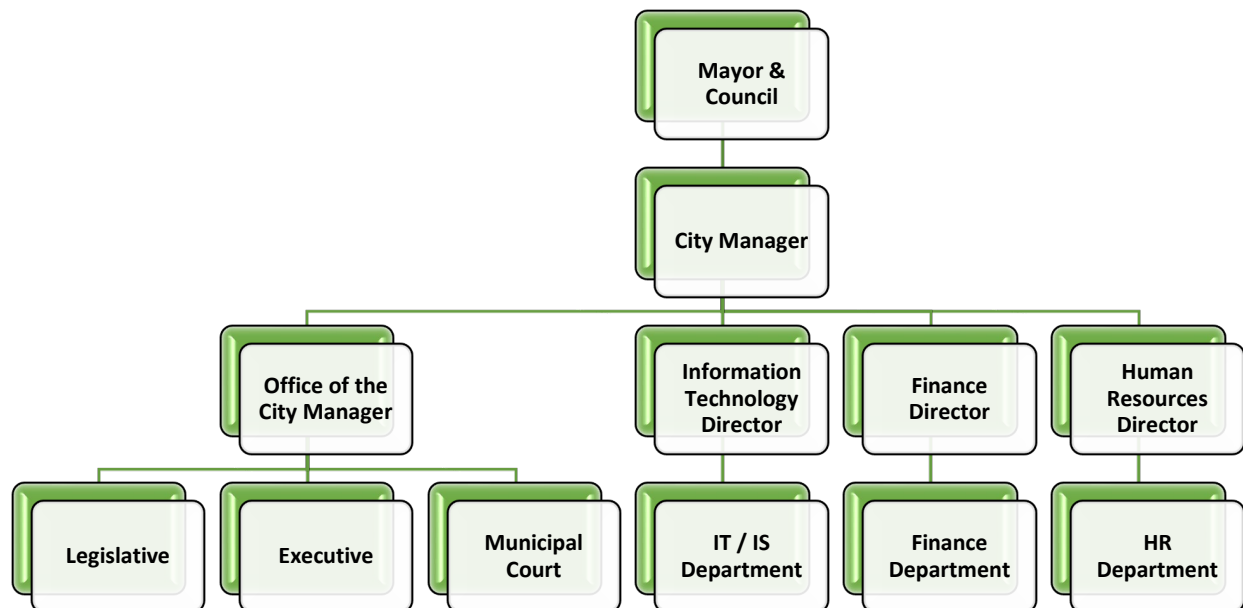 Mayor &
Council
City Manager
Office of the
City Manager
Information
Technology
Director
Finance
Director
Human
Resources
Director
Legislative
Executive
Municipal
Court
IT / IS
Department
Finance
Department
HR
Department